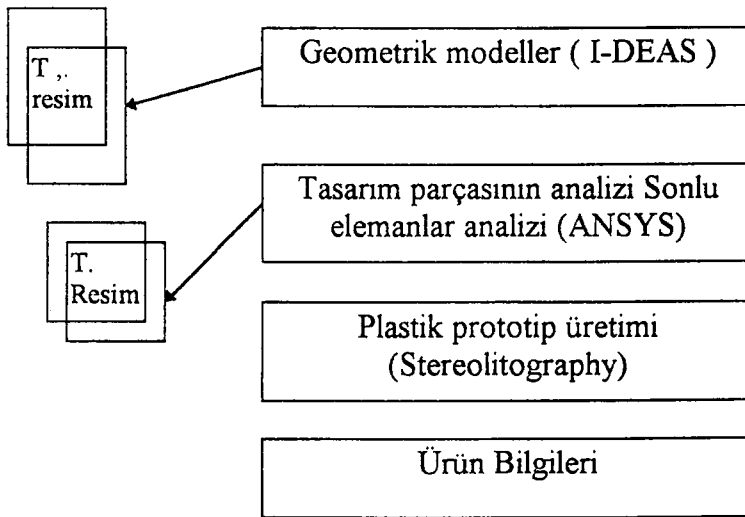 T ,.
resim
Geometrik modeller ( I-DEAS )
Tasarım parçasının analizi Sonlu
elemanlar analizi (ANSYS)
T.
Resim
Plastik prototip üretimi
(Stereolitography)
Ürün Bilgileri